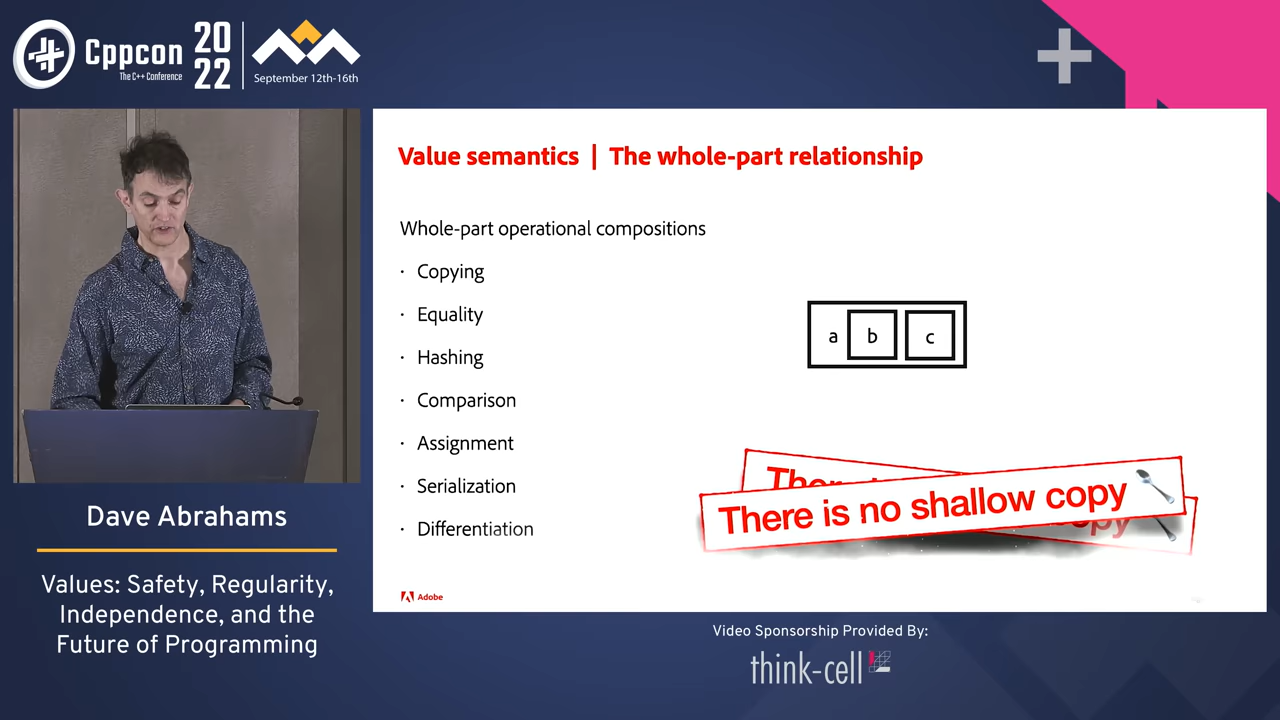 Cppcon
The C++ Conference
20
22
September 12th-16th
Value semantics | The whole-part relationship
Whole-part operational compositions
· Copying
· Equality
· Hashing
· Comparison
· Assignment
· Serialization
· Differentiation
a b c
There is no shallow copy
Adobe
Dave Abrahams
Values: Safety, Regularity,
Independence, and the
Future of Programming
Video Sponsorship Provided By:
think-cell